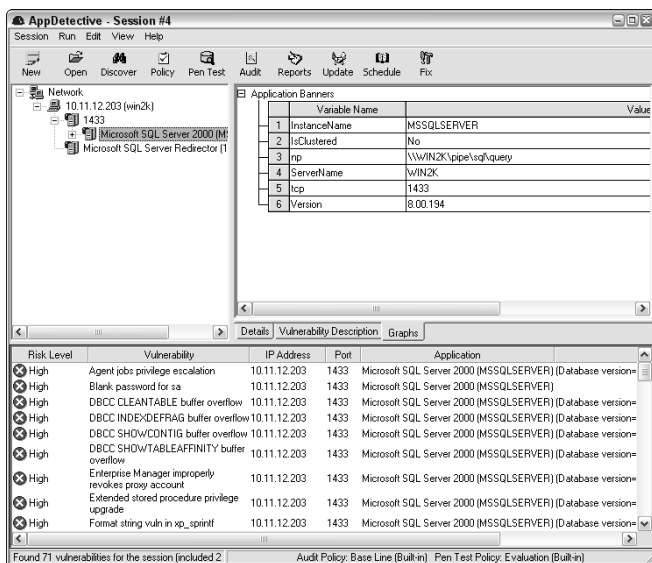 AppDetective - Session #4
Session Run Edit View Help
New Open Discover Policy Pen Test Audit Reports Update Schedule Fix
Network
10.11.12.203 (win2k)
1433
Microsoft SQL Server 2000 (M
Microsoft SQL Server Redirector (1
Application Banners
Variable Name Value
1 InstanceName MSSQLSERVER
2 IsClustered No
3 np \\WIN2K\pipe\sql\query
4 ServerName WIN2K
5 tcp 1433
6 Version 8.00.194
Details Vulnerability Description Graphs
Risk Level Vulnerability IP Address Port Application
High Agent jobs privilege escalation 10.11.12.203 1433 Microsoft SQL Server 2000 (MSSQLSERVER) (Database version=
High Blank password for sa 10.11.12.203 1433 Microsoft SQL Server 2000 (MSSQLSERVER)
High DBCC CLEANTABLE buffer overflow 10.11.12.203 1433 Microsoft SQL Server 2000 (MSSQLSERVER) (Database version=
High DBCC INDEXDEFRAG buffer overflow 10.11.12.203 1433 Microsoft SQL Server 2000 (MSSQLSERVER) (Database version=
High DBCC SHOWCONTIG buffer overflow 10.11.12.203 1433 Microsoft SQL Server 2000 (MSSQLSERVER) (Database version=
High DBCC SHOWTABLEAFFINITY buffer overflow 10.11.12.203 1433 Microsoft SQL Server 2000 (MSSQLSERVER) (Database version=
High Enterprise Manager improperly revokes proxy account 10.11.12.203 1433 Microsoft SQL Server 2000 (MSSQLSERVER) (Database version=
High Extended stored procedure privilege upgrade 10.11.12.203 1433 Microsoft SQL Server 2000 (MSSQLSERVER) (Database version=
High Format string vuln in xp_sprintf 10.11.12.203 1433 Microsoft SQL Server 2000 (MSSQLSERVER) (Database version=
Found 71 vulnerabilities for the session (included 2 Audit Policy: Base Line (Built-in) Pen Test Policy: Evaluation (Built-in)